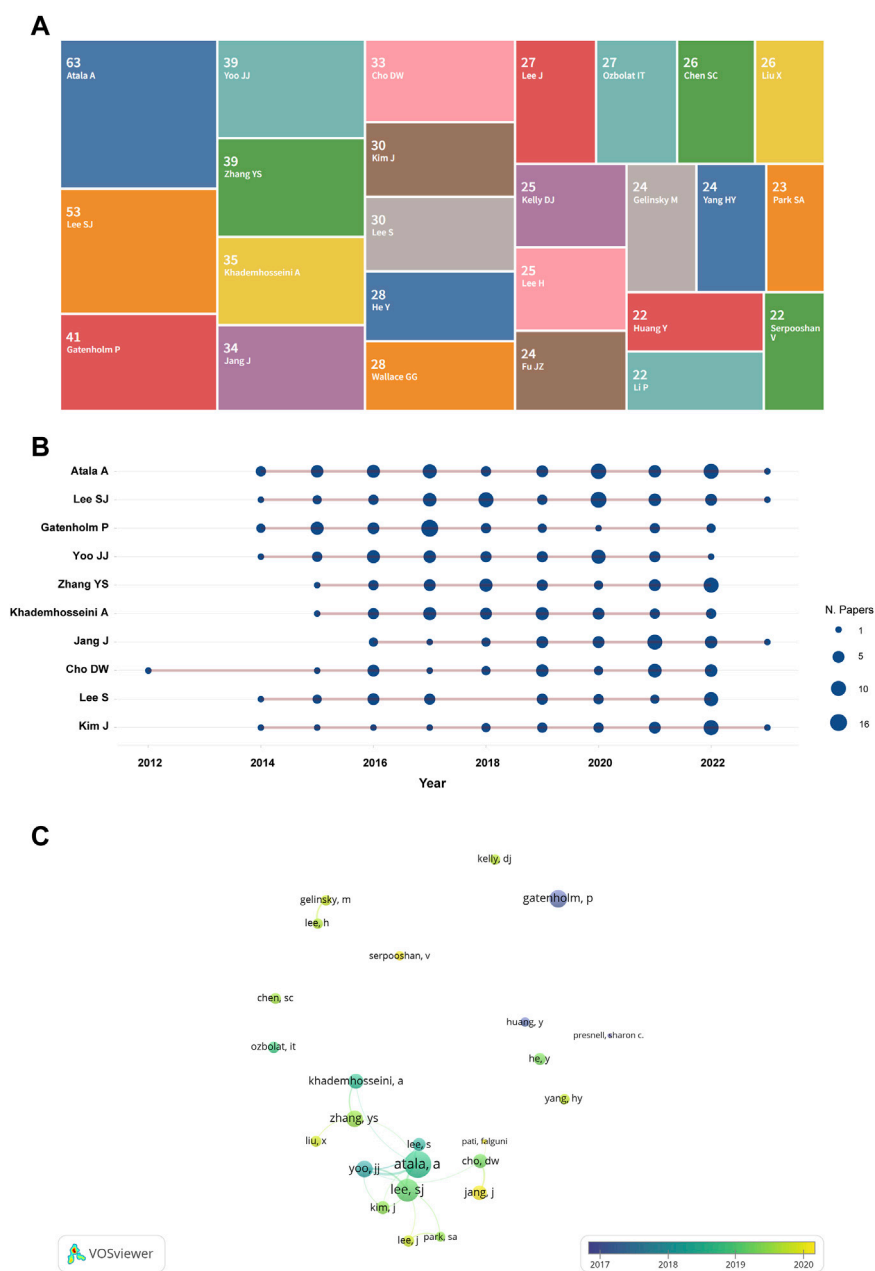 A
63
Atala A
53
Lee SJ
41
Gatenholm P
39
Yoo JJ
39
Zhang YS
35
Khademhosseini A
34
Jang J
33
Cho DW
30
Kim J
30
Lee S
28
He Y
28
Wallace GG
27
Lee J
27
Ozbolat IT
26
Chen SC
26
Liu X
25
Kelly DJ
25
Lee H
24
Fu JZ
24
Gelinsky M
24
Yang HY
23
Park SA
22
Huang Y
22
Li P
22
Serpooshan
V
B
Atala A
Lee SJ
Gatenholm P
Yoo JJ
Zhang YS
Khademhosseini A
Jang J
Cho DW
Lee S
Kim J
2012 2014 2016 2018 2020 2022
Year
N. Papers
1
5
10
16
C
kelly, dj
gatenholm, p
gelinsky, m
lee, h
serpooshan, v
chen, sc
huang, y
presnell, sharon c.
ozbolat, it
he, y
khademhosseini, a
yang, hy
zhang, ys
liu, x
lee, s
pati, falguni
yoo, jj
atala, a
cho, dw
lee, sj
jang, j
kim, j
lee, j
park, sa
VOSviewer
2017 2018 2019 2020